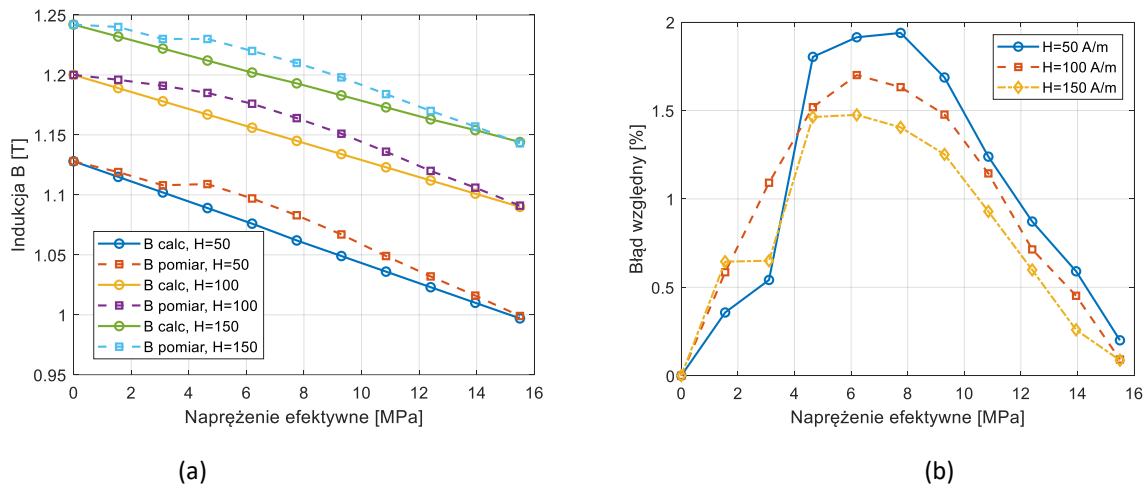 1.25
1.2
1.15
1.1
1.05
1
0.95
Indukcja B [T]
B calc, H=50
B pomiar, H=50
B calc, H=100
B pomiar, H=100
B calc, H=150
B pomiar, H=150
0 2 4 6 8 10 12 14 16
Naprężenie efektywne [MPa]
(a)
2
1.5
1
0.5
0
Błąd względny [%]
H=50 A/m
H=100 A/m
H=150 A/m
0 2 4 6 8 10 12 14 16
Naprężenie efektywne [MPa]
(b)